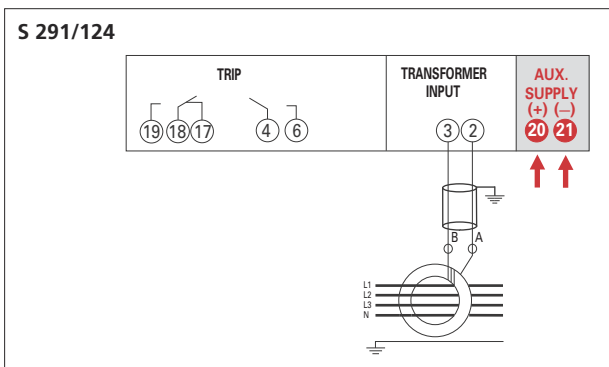 S 291/124
TRIP
TRANSFORMER
INPUT
AUX.
SUPPLY
(+) (–)
19 18 17 4 6 3 2 20 21
B A
L1
L2
L3
N